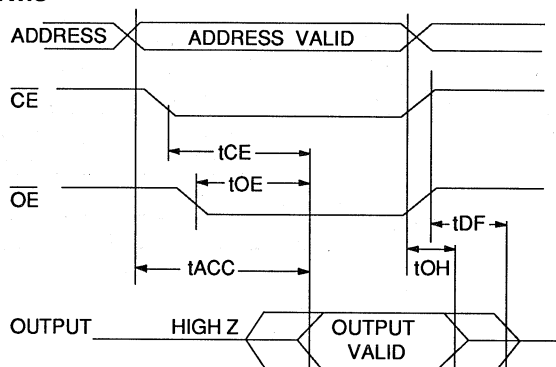 ADDRESS ADDRESS VALID
CE
tCE
tOE
OE
tDF
tACC tOH
OUTPUT HIGH Z OUTPUT
VALID